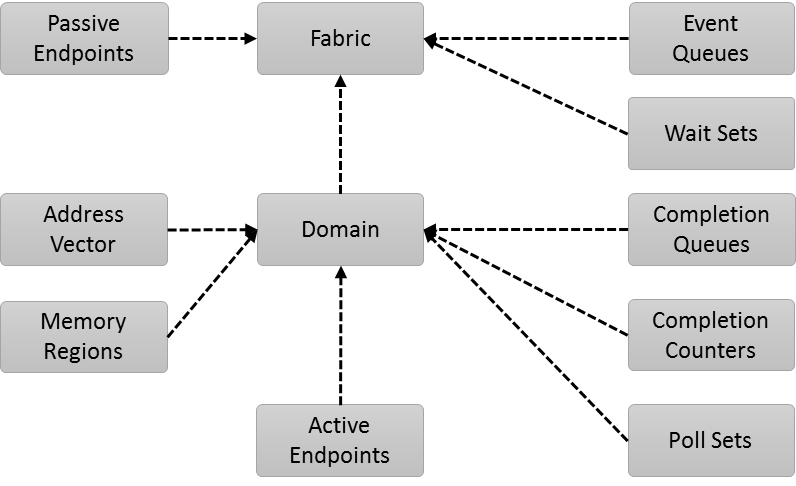 Passive
Endpoints
Fabric
Event
Queues
Wait Sets
Address
Vector
Domain
Completion
Queues
Memory
Regions
Completion
Counters
Active
Endpoints
Poll Sets